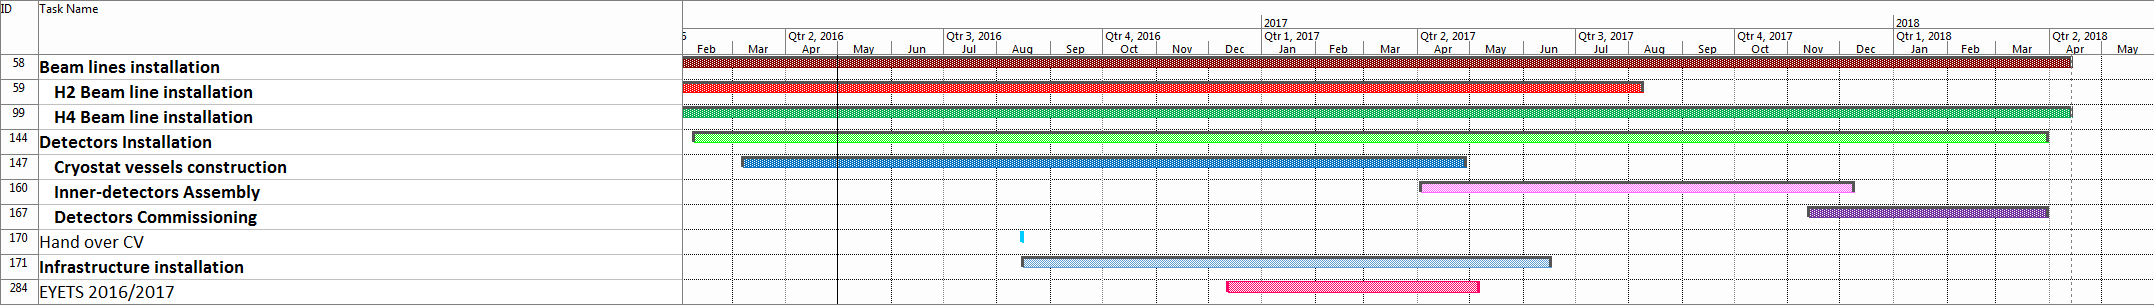 ID Task Name
2017 2018
5 Qtr 2, 2016 Qtr 3, 2016 Qtr 4, 2016 Qtr 1, 2017 Qtr 2, 2017 Qtr 3, 2017 Qtr 4, 2017 Qtr 1, 2018 Qtr 2, 2018
Feb Mar Apr May Jun Jul Aug Sep Oct Nov Dec Jan Feb Mar Apr May Jun Jul Aug Sep Oct Nov Dec Jan Feb Mar Apr May
58 Beam lines installation
59 H2 Beam line installation
99 H4 Beam line installation
144 Detectors Installation
147 Cryostat vessels construction
160 Inner-detectors Assembly
167 Detectors Commissioning
170 Hand over CV
171 Infrastructure installation
284 EYETS 2016/2017